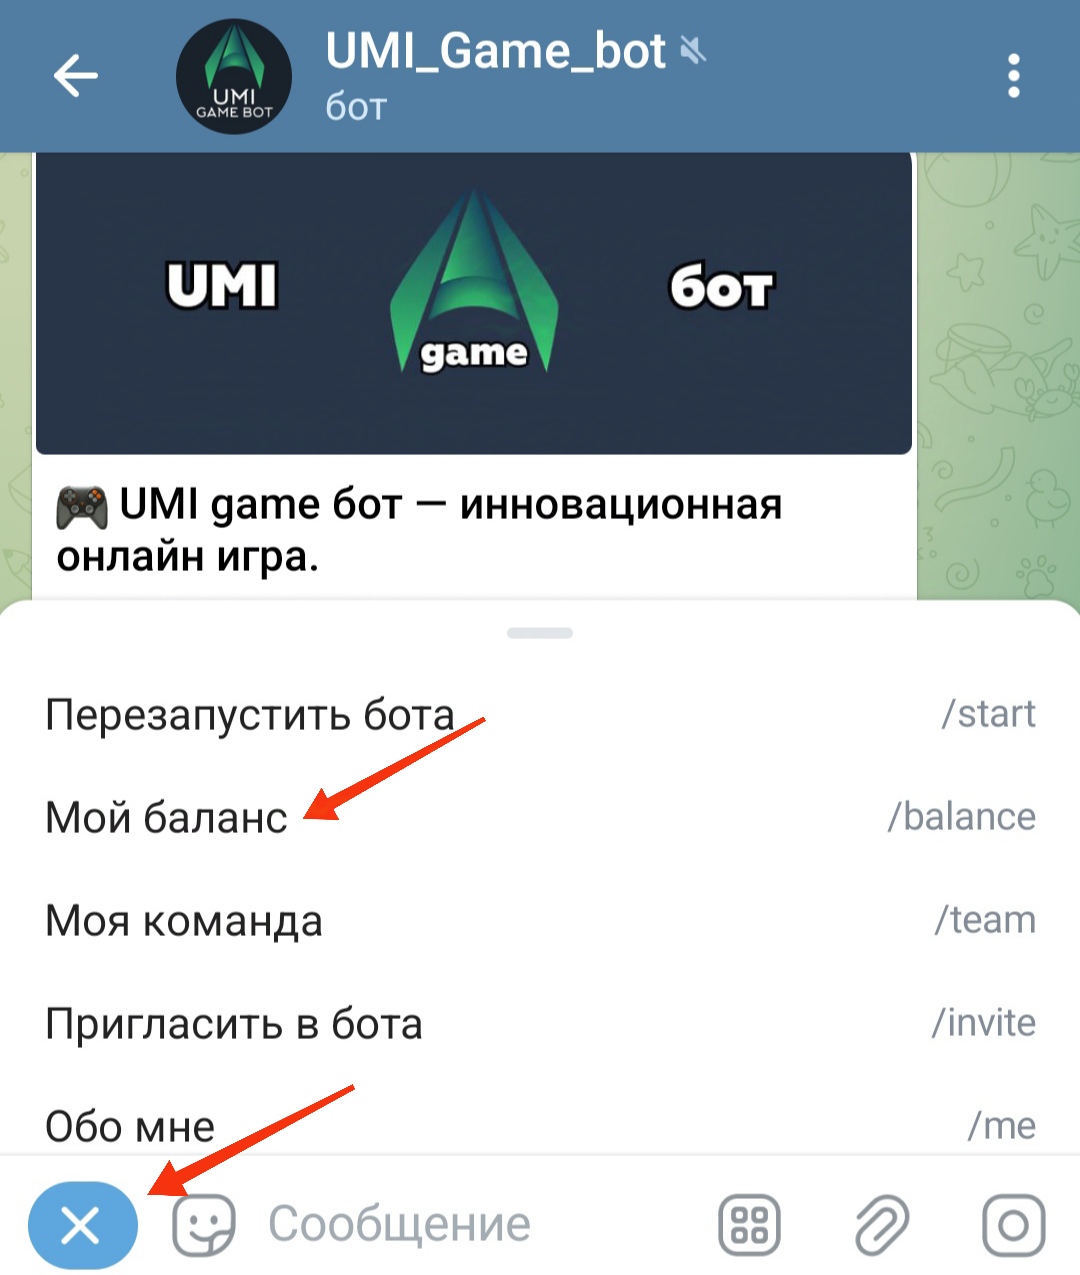 UMI_Game_bot
бот
UMI
GAME BOT
UMI game бот
🎮 UMI game бот — инновационная
онлайн игра.
Перезапустить бота /start
Мой баланс /balance
Моя команда /team
Пригласить в бота /invite
Обо мне /me
Сообщение